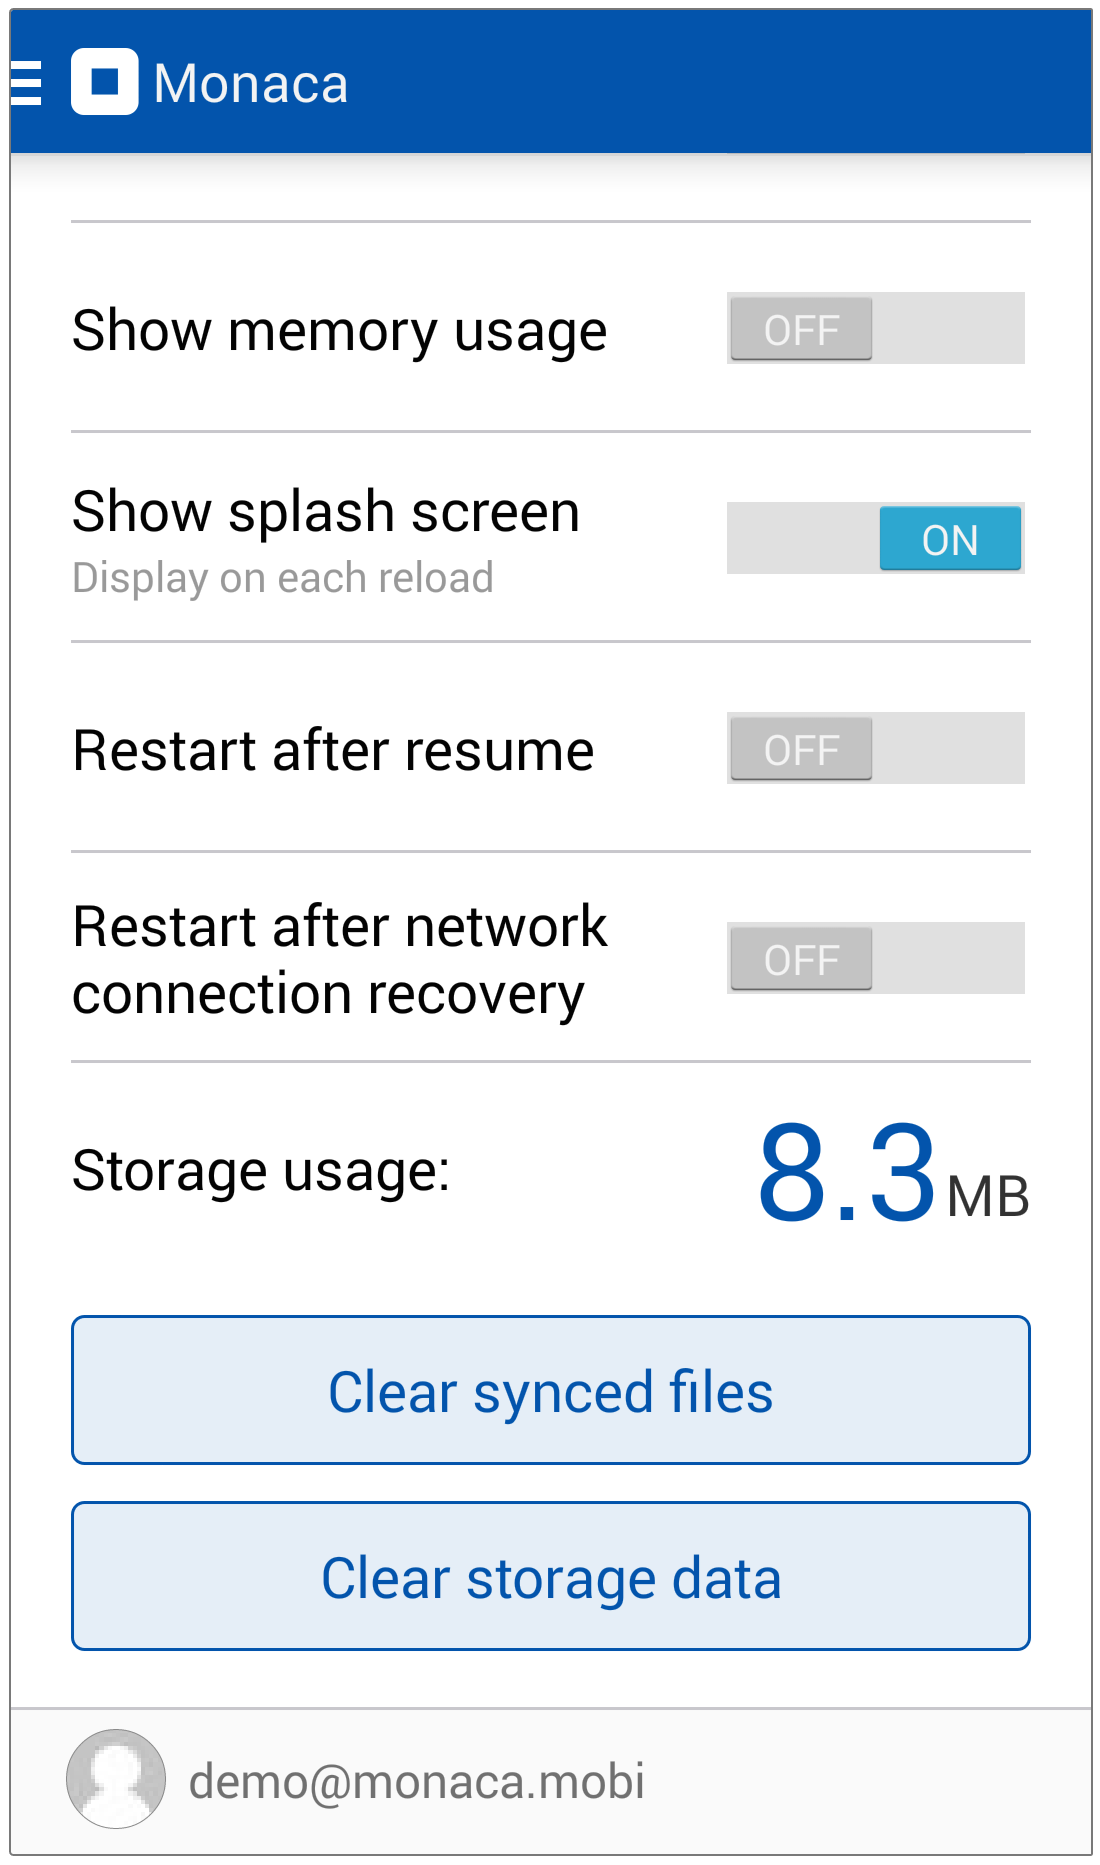 Monaca
Show memory usage
OFF
Show splash screen
Display on each reload
ON
Restart after resume
OFF
Restart after network
connection recovery
OFF
Storage usage:
8.3 MB
Clear synced files
Clear storage data
demo@monaca.mobi